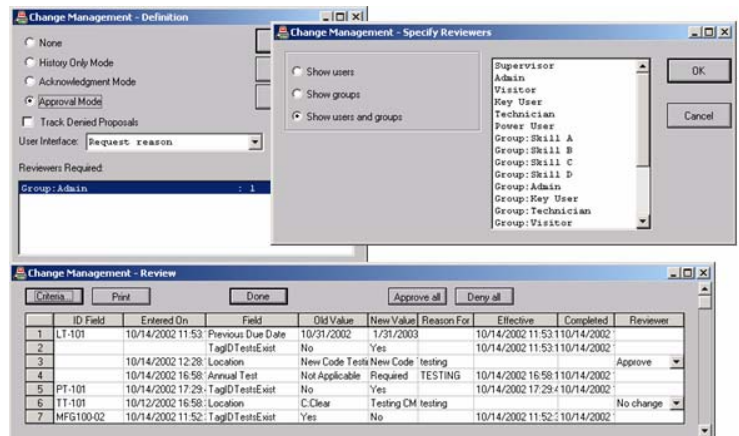 Change Management - Definition
None
History Only Mode
Acknowledgment Mode
Approval Mode
Track Denied Proposals
User Interface: Request reason
Reviewers Required:
Group:Admin : 1
Change Management - Specify Reviewers
Show users
Show groups
Show users and groups
Supervisor
Admin
Visitor
Key User
Technician
Power User
Group:Skill A
Group:Skill B
Group:Skill C
Group:Skill D
Group:Admin
Group:Key User
Group:Technician
Group:Visitor
OK
Cancel
Change Management - Review
Criteria... Print Done Approve all Deny all
ID Field Entered On Field Old Value New Value Reason For Effective Completed Reviewer
1 LT-101 10/14/2002 11:53: Previous Due Date 10/31/2002 1/31/2003 10/14/2002 11:53:1 10/14/2002
2 TagIDTestsExist No Yes 10/14/2002 11:53:1 10/14/2002
3 10/14/2002 12:28: Location New Code Testi New Code testing Approve
4 10/14/2002 16:58: Annual Test Not Applicable Required TESTING 10/14/2002 16:58:1 10/14/2002
5 PT-101 10/14/2002 17:29: TagIDTestsExist No Yes 10/14/2002 17:29:4 10/14/2002
6 TT-101 10/12/2002 16:58: Location C:Clear Testing CM testing No change
7 MFG100-02 10/14/2002 11:52: TagIDTestsExist Yes No 10/14/2002 11:52:3 10/14/2002